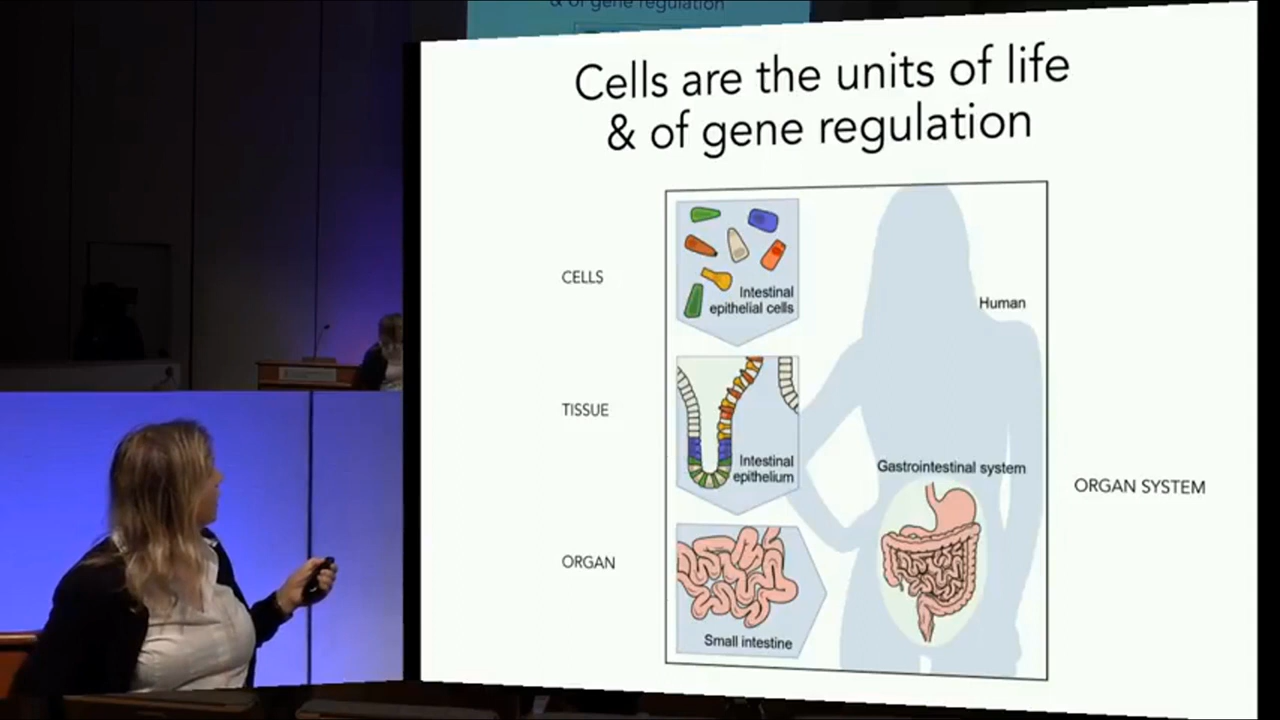 & of gene regulation
Cells are the units of life
& of gene regulation
CELLS
Intestinal
epithelial cells
Human
TISSUE
Intestinal
epithelium
Gastrointestinal system
ORGAN SYSTEM
ORGAN
Small intestine